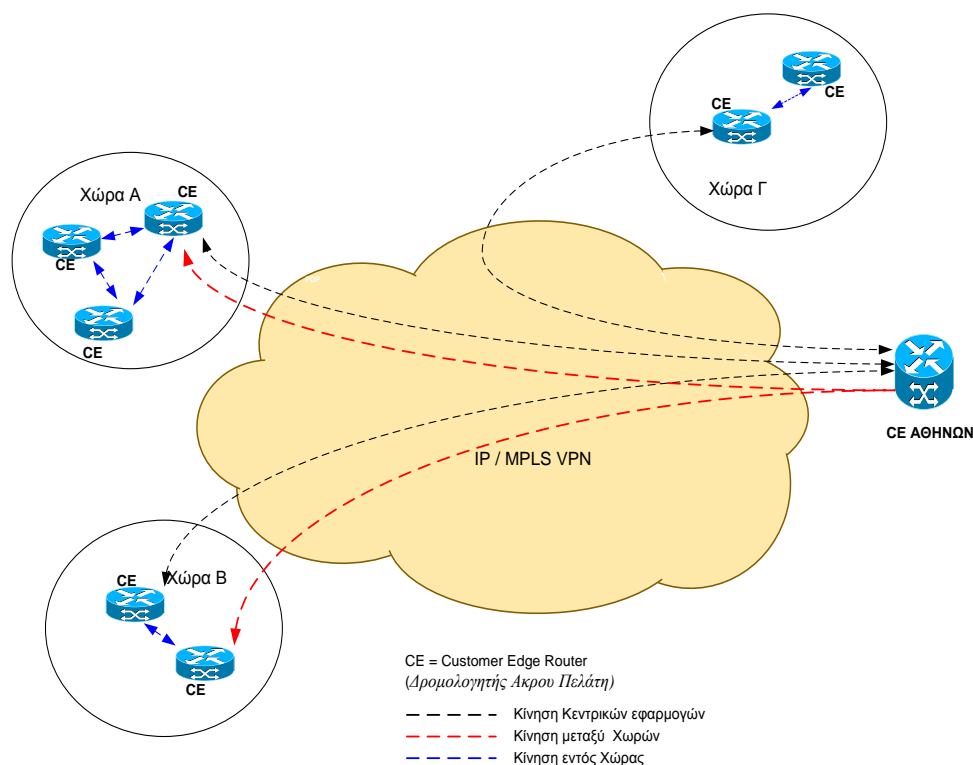 CE
CE
Χώρα Γ
Χώρα Α
CE
CE
CE
CE ΑΘΗΝΩΝ
IP / MPLS VPN
CE
Χώρα Β
CE
CE = Customer Edge Router
(Δρομολογητής Ακρου Πελάτη)
Κίνηση Κεντρικών εφαρμογών
Κίνηση μεταξύ Χωρών
Κίνηση εντός Χώρας